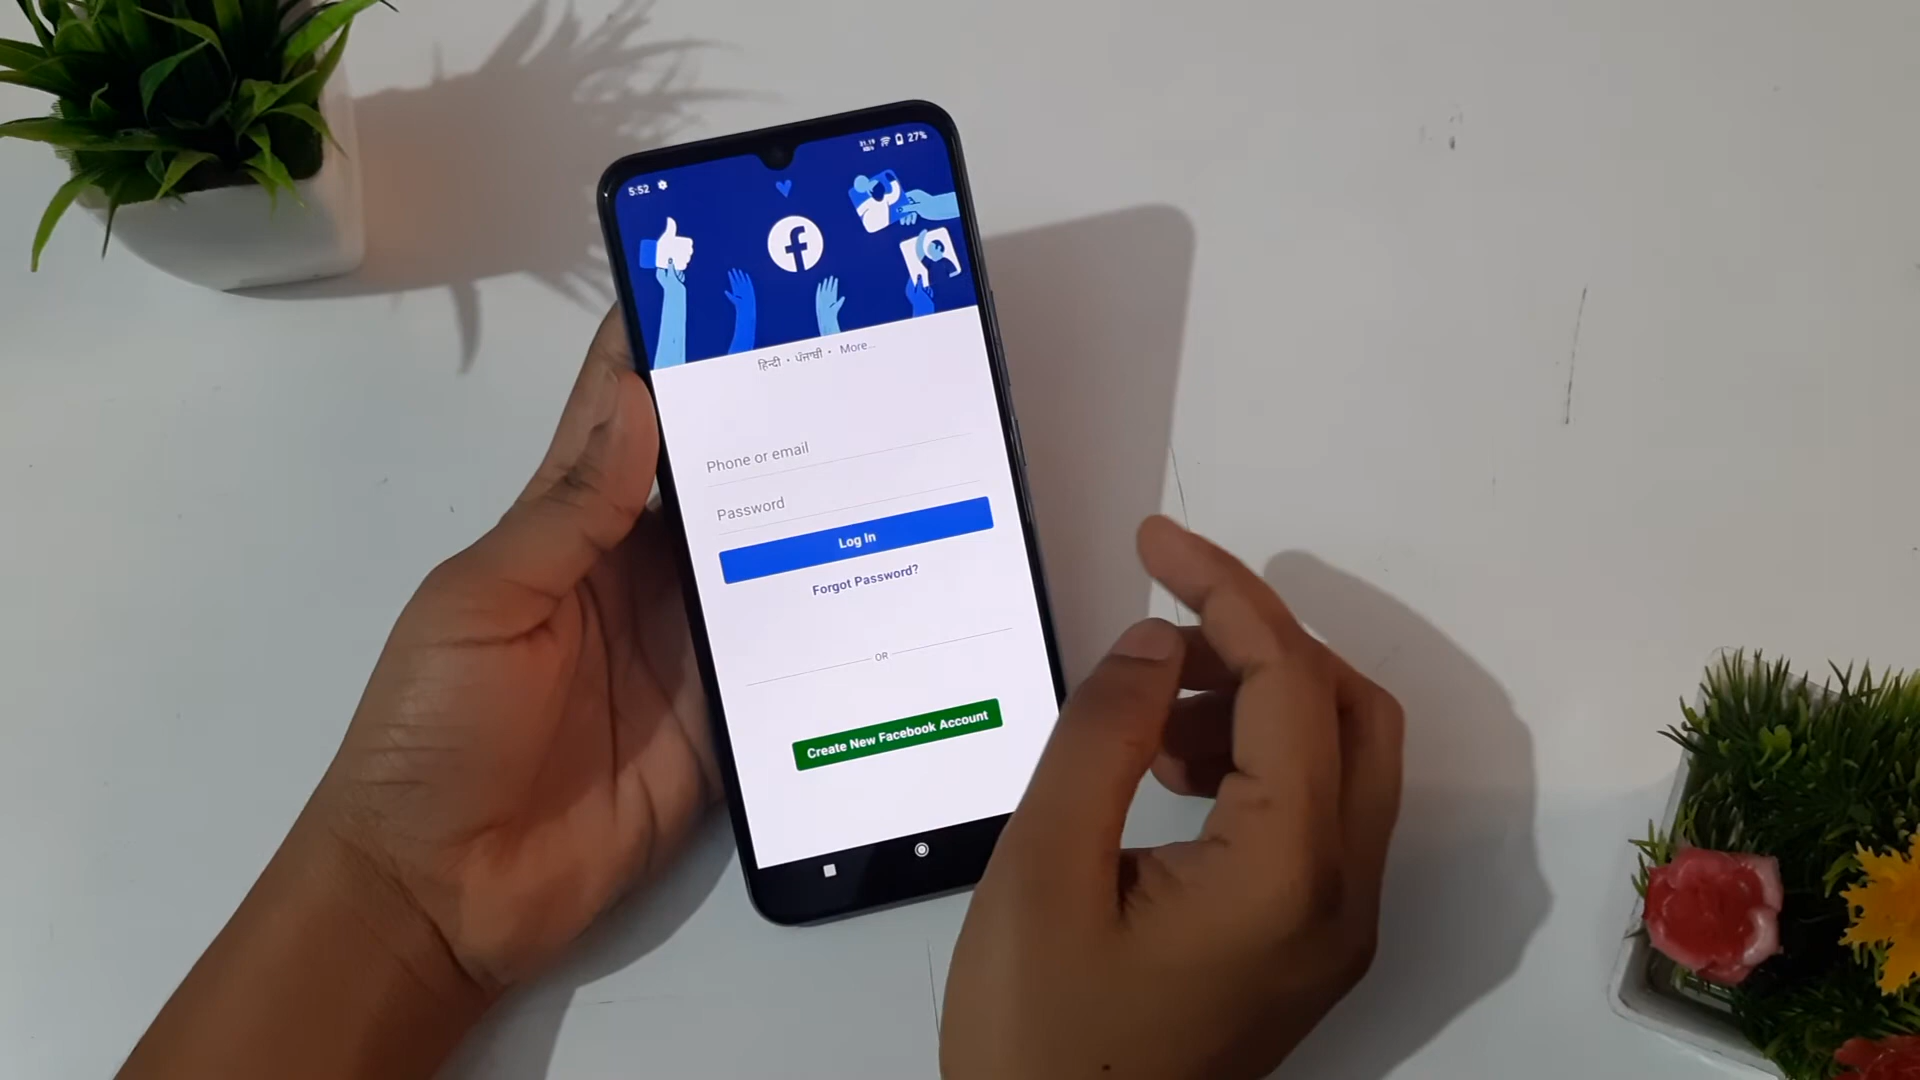 5:52
27%
हिन्दी • ਪੰਜਾਬੀ • More...
Phone or email
Password
Log In
Forgot Password?
OR
Create New Facebook Account